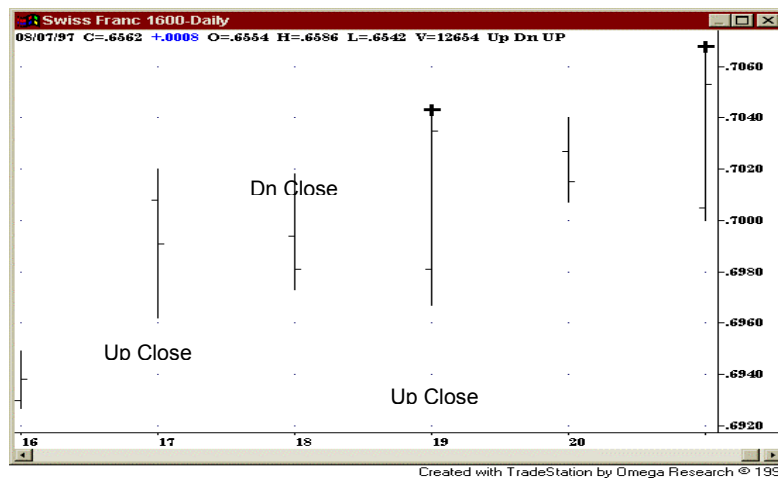 Swiss Franc 1600-Daily
08/07/97 C=.6562 +.0008 O=.6554 H=.6586 L=.6542 V=12654 Up Dn UP
.7060
.7040
.7020
Dn Close
.7000
.6980
.6960
Up Close
.6940
Up Close
.6920
16 17 18 19 20
Created with TradeStation by Omega Research © 199